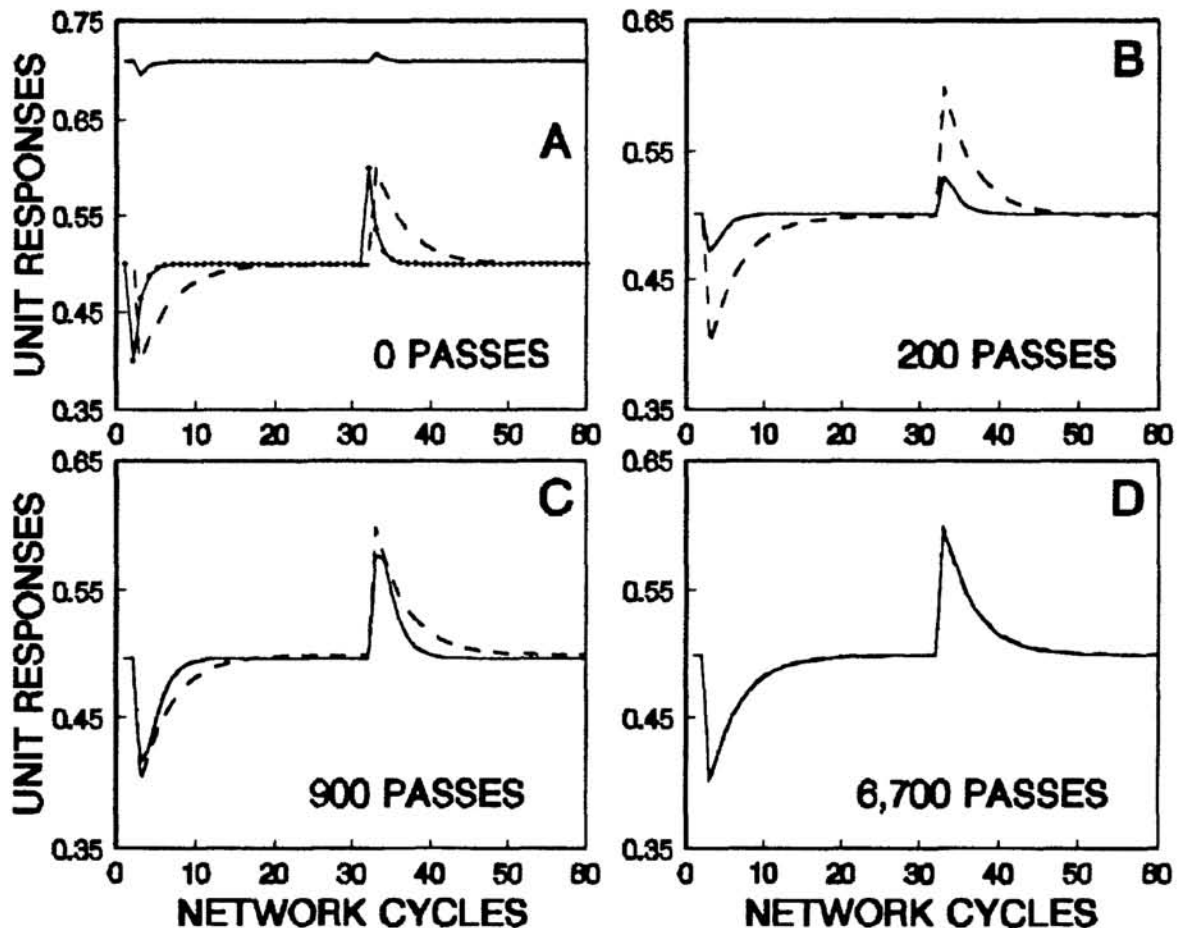 UNIT RESPONSES
0.75
0.65
0.55
0.45
0.35
A
0 PASSES
0 10 20 30 40 50 60
0.65
0.55
0.45
0.35
B
200 PASSES
0 10 20 30 40 50 60
UNIT RESPONSES
0.65
0.55
0.45
0.35
C
900 PASSES
0 10 20 30 40 50 60
NETWORK CYCLES
0.65
0.55
0.45
0.35
D
6,700 PASSES
0 10 20 30 40 50 60
NETWORK CYCLES